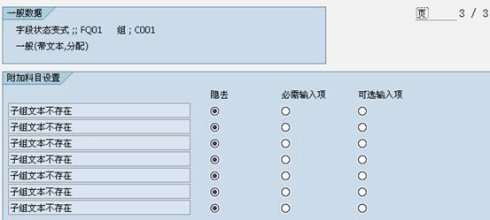 一般数据
页 3 / 3
字段状态变式 ;; FQ01 组 ; C001
一般(带文本,分配)
附加科目设置
隐去 必需输入项 可选输入项
子组文本不存在
子组文本不存在
子组文本不存在
子组文本不存在
子组文本不存在
子组文本不存在
子组文本不存在